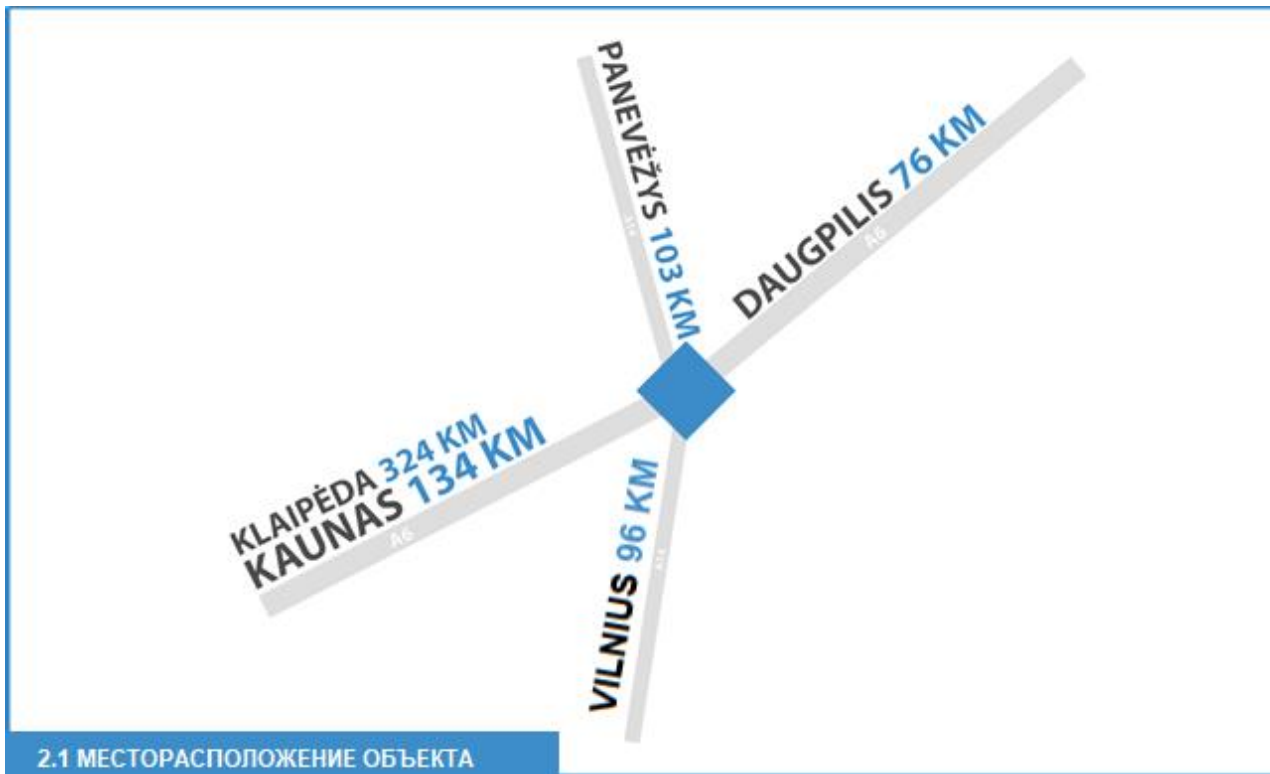 PANEVĖŽYS 103 KM
DAUGPILIS 76 KM
A6
KLAIPĖDA 324 KM
KAUNAS 134 KM
A6
VILNIUS 96 KM
2.1 МЕСТОРАСПОЛОЖЕНИЕ ОБЪЕКТА